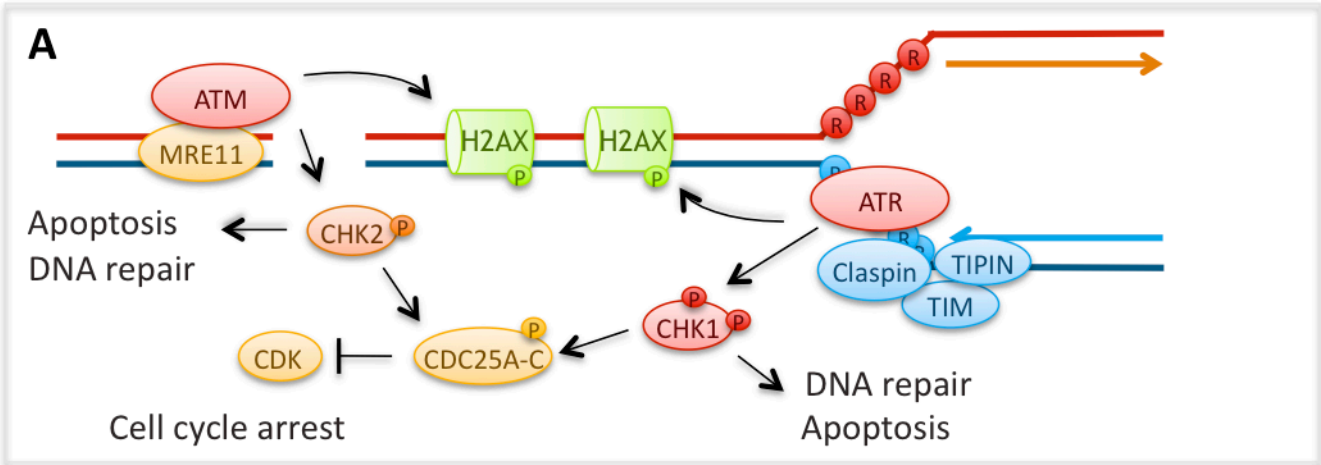 A
ATM
MRE11
H2AX
P
H2AX
P
R
R
R
R
ATR
R
Claspin
TIPIN
TIM
CHK2
P
Apoptosis
DNA repair
CHK1
P
P
CDC25A-C
P
CDK
Cell cycle arrest
DNA repair
Apoptosis